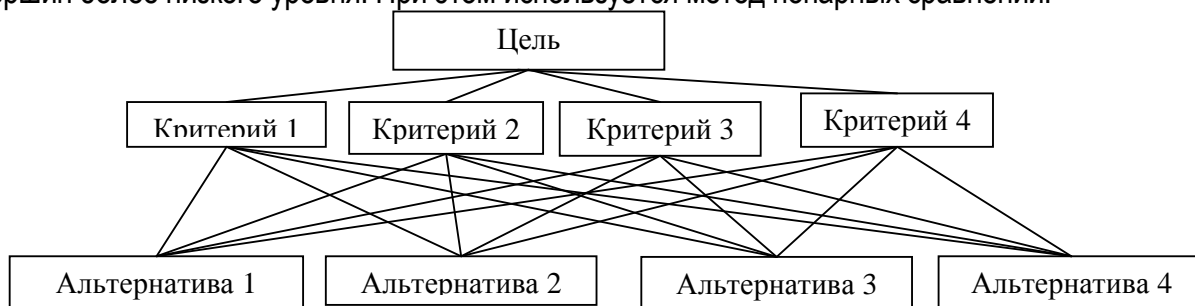 вершин более низкого уровня. При этом используется метод попарных сравнений.
Цель
Критерий 1 Критерий 2 Критерий 3 Критерий 4
Альтернатива 1 Альтернатива 2 Альтернатива 3 Альтернатива 4